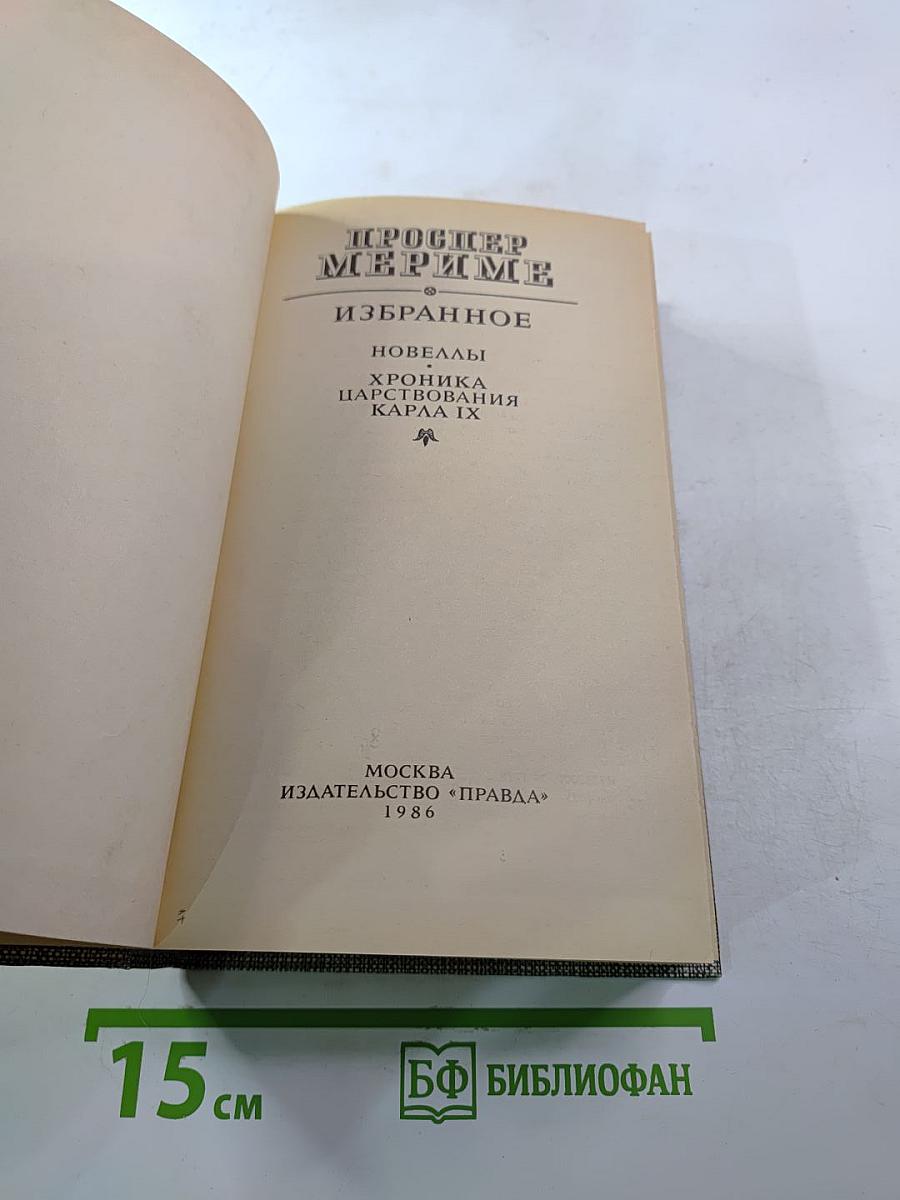 ПРОСПЕР
МЕРИМЕ
ИЗБРАННОЕ
НОВЕЛЛЫ
ХРОНИКА
ЦАРСТВОВАНИЯ
КАРЛА IX
МОСКВА
ИЗДАТЕЛЬСТВО «ПРАВДА»
1986
15 см
БФ БИБЛИОФАН